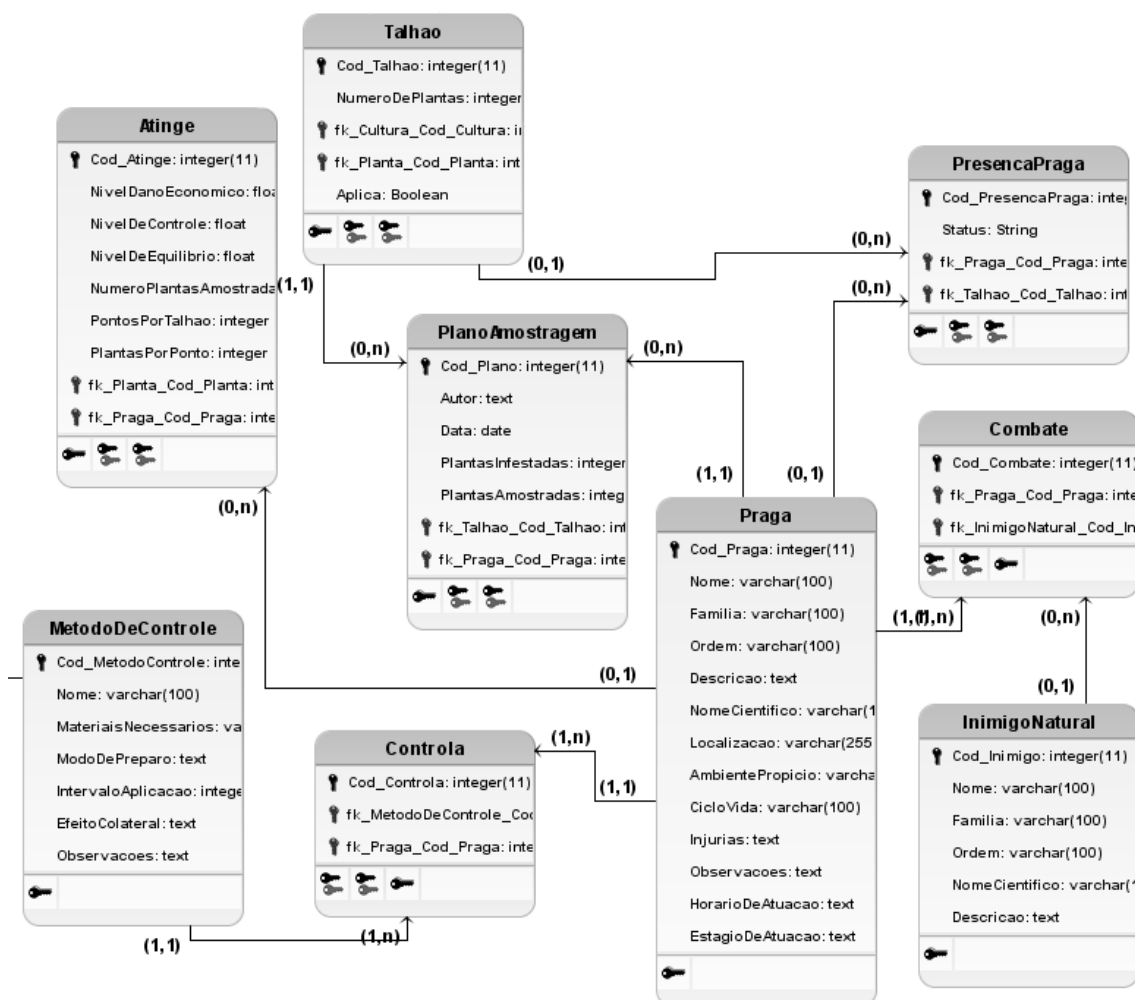 Talhao
Cod_Talhao: integer(11)
NumeroDePlantas: integer
fk_Cultura_Cod_Cultura: in
fk_Planta_Cod_Planta: int
Aplica: Boolean
Atinge
Cod_Atinge: integer(11)
NivelDanoEconomico: floa
NivelDeControle: float
NivelDeEquilibrio: float
NumeroPlantasAmostrada
PontosPorTalhao: integer
PlantasPorPonto: integer
fk_Planta_Cod_Planta: int
fk_Praga_Cod_Praga: inte
PresencaPraga
Cod_PresencaPraga: integ
Status: String
fk_Praga_Cod_Praga: inte
fk_Talhao_Cod_Talhao: int
(1,1)
(0,1)
(0,n)
(0,n)
(0,n)
(0,n)
PlanoAmostragem
Cod_Plano: integer(11)
Autor: text
Data: date
PlantasInfestadas: integer
PlantasAmostradas: integ
fk_Talhao_Cod_Talhao: int
fk_Praga_Cod_Praga: inte
(1,1)
(0,1)
(0,n)
Combate
Cod_Combate: integer(11)
fk_Praga_Cod_Praga: inte
fk_InimigoNatural_Cod_In
Praga
Cod_Praga: integer(11)
Nome: varchar(100)
Familia: varchar(100)
Ordem: varchar(100)
Descricao: text
NomeCientifico: varchar(1
Localizacao: varchar(255
AmbientePropicio: varcha
CicloVida: varchar(100)
Injurias: text
Observacoes: text
HorarioDeAtuacao: text
EstagioDeAtuacao: text
(0,n)
(0,1)
(0,1)
MetodoDeControle
Cod_MetodoControle: inte
Nome: varchar(100)
MateriaisNecessarios: va
ModoDePreparo: text
IntervaloAplicacao: intege
EfeitoColateral: text
Observacoes: text
Controla
Cod_Controla: integer(11)
fk_MetodoDeControle_Coc
fk_Praga_Cod_Praga: inte
(1,n)
(1,1)
(1,1)
(1,n)
InimigoNatural
Cod_Inimigo: integer(11)
Nome: varchar(100)
Familia: varchar(100)
Ordem: varchar(100)
NomeCientifico: varchar(1
Descricao: text